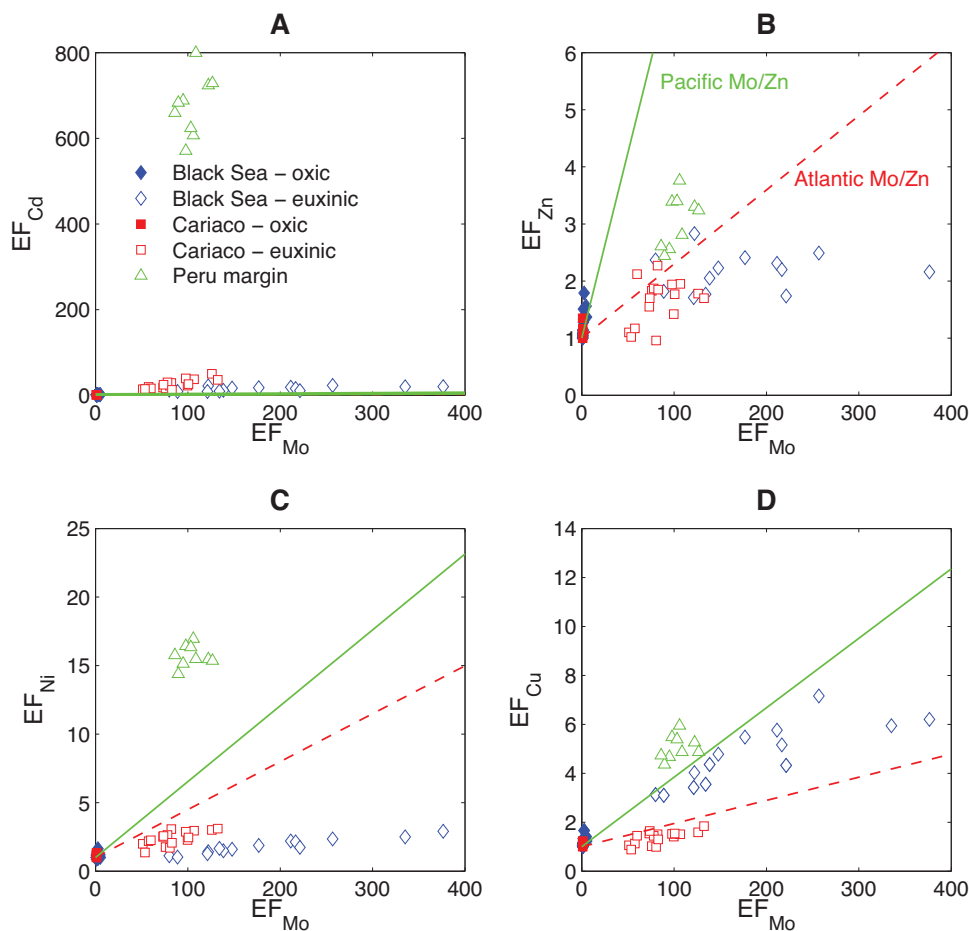 A
800
600
400
200
0
EF_Cd
0
100
200
300
400
EF_Mo
Black Sea – oxic
Black Sea – euxinic
Cariaco – oxic
Cariaco – euxinic
Peru margin
B
6
5
4
3
2
1
0
EF_Zn
Pacific Mo/Zn
Atlantic Mo/Zn
0
100
200
300
400
EF_Mo
C
25
20
15
10
5
0
EF_Ni
0
100
200
300
400
EF_Mo
D
14
12
10
8
6
4
2
0
EF_Cu
0
100
200
300
400
EF_Mo